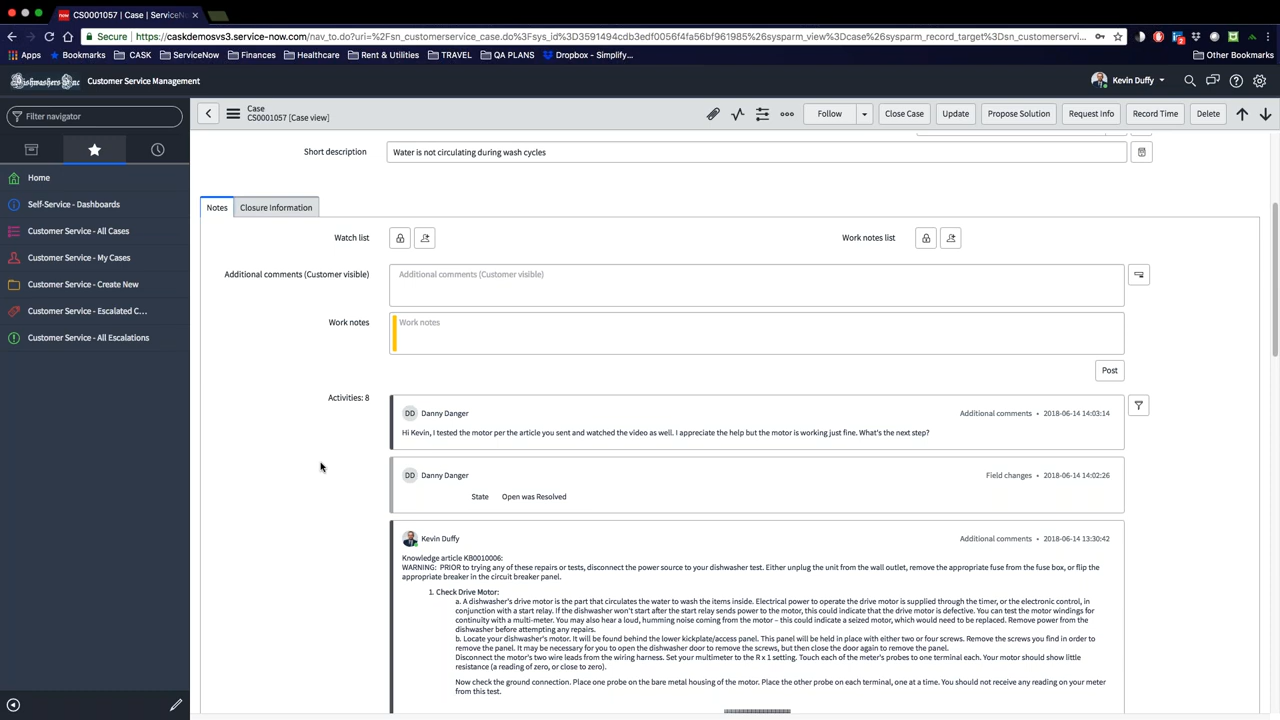 CS0001057 | Case | ServiceN
Secure https://caskdemosvs3.service-now.com/nav_to.do?uri=%2Fsn_customerservice_case.do%3Fsys_id%3D3591494cdb3edf0056f4fa56bf961985%26sysparm_view%3Dcase%26sysparm_record_target%3Dsn_customerservi...
Apps Bookmarks CASK Service Now Finances Healthcare Rent & Utilities TRAVEL QA PLANS Dropbox - Simplify... Other Bookmarks
Customer Service Management Kevin Duffy
Filter navigator
Home
Self-Service - Dashboards
Customer Service - All Cases
Customer Service - My Cases
Customer Service - Create New
Customer Service - Escalated C...
Customer Service - All Escalations
Case
CS0001057 [Case view]
Follow Close Case Update Propose Solution Request Info Record Time Delete
Short description Water is not circulating during wash cycles
Notes Closure Information
Watch list Work notes list
Additional comments (Customer visible) Additional comments (Customer visible)
Work notes Work notes
Post
Activities: 8
DD Danny Danger Additional comments • 2018-06-14 14:03:14
Hi Kevin, I tested the motor per the article you sent and watched the video as well. I appreciate the help but the motor is working just fine. What's the next step?
DD Danny Danger Field changes • 2018-06-14 14:02:26
State Open was Resolved
Kevin Duffy Additional comments • 2018-06-14 13:30:42
Knowledge article KB0010006:
WARNING: PRIOR to trying any of these repairs or tests, disconnect the power source to your dishwasher test. Either unplug the unit from the wall outlet, remove the appropriate fuse from the fuse box, or flip the
appropriate breaker in the circuit breaker panel.
1. Check Drive Motor:
a. A dishwasher's drive motor is the part that circulates the water to wash the items inside. Electrical power to operate the drive motor is supplied through the timer, or the electronic control, in
conjunction with a start relay. If the dishwasher won't start after the start relay sends power to the motor, this could indicate that the drive motor is defective. You can test the motor windings for
continuity with a multi-meter. You may also hear a loud, humming noise coming from the motor – this could indicate a seized motor, which would need to be replaced. Remove power from the
dishwasher before attempting any repairs.
b. Locate your dishwasher's motor. It will be found behind the lower kickplate/access panel. This panel will be held in place with either two or four screws. Remove the screws you find in order to
remove the panel. It may be necessary for you to open the dishwasher door to remove the screws, but then close the door again to remove the panel.
Disconnect the motor's two wire leads from the wiring harness. Set your multimeter to the R x 1 setting. Touch each of the meter's probes to one terminal each. Your motor should show little
resistance (a reading of zero, or close to zero).
Now check the ground connection. Place one probe on the bare metal housing of the motor. Place the other probe on each terminal, one at a time. You should not receive any reading on your meter
from this test.